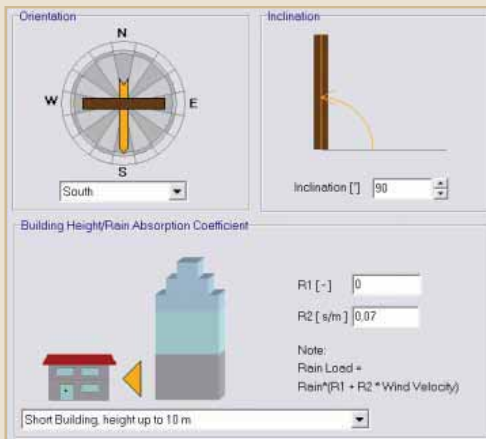 Orientation
N
W
E
S
South
Inclination
Inclination [°] 90
Building Height/Rain Absorption Coefficient
R1 [-] 0
R2 [ s/m ] 0,07
Note:
Rain Load =
Rain*(R1 + R2 * Wind Velocity)
Short Building, height up to 10 m